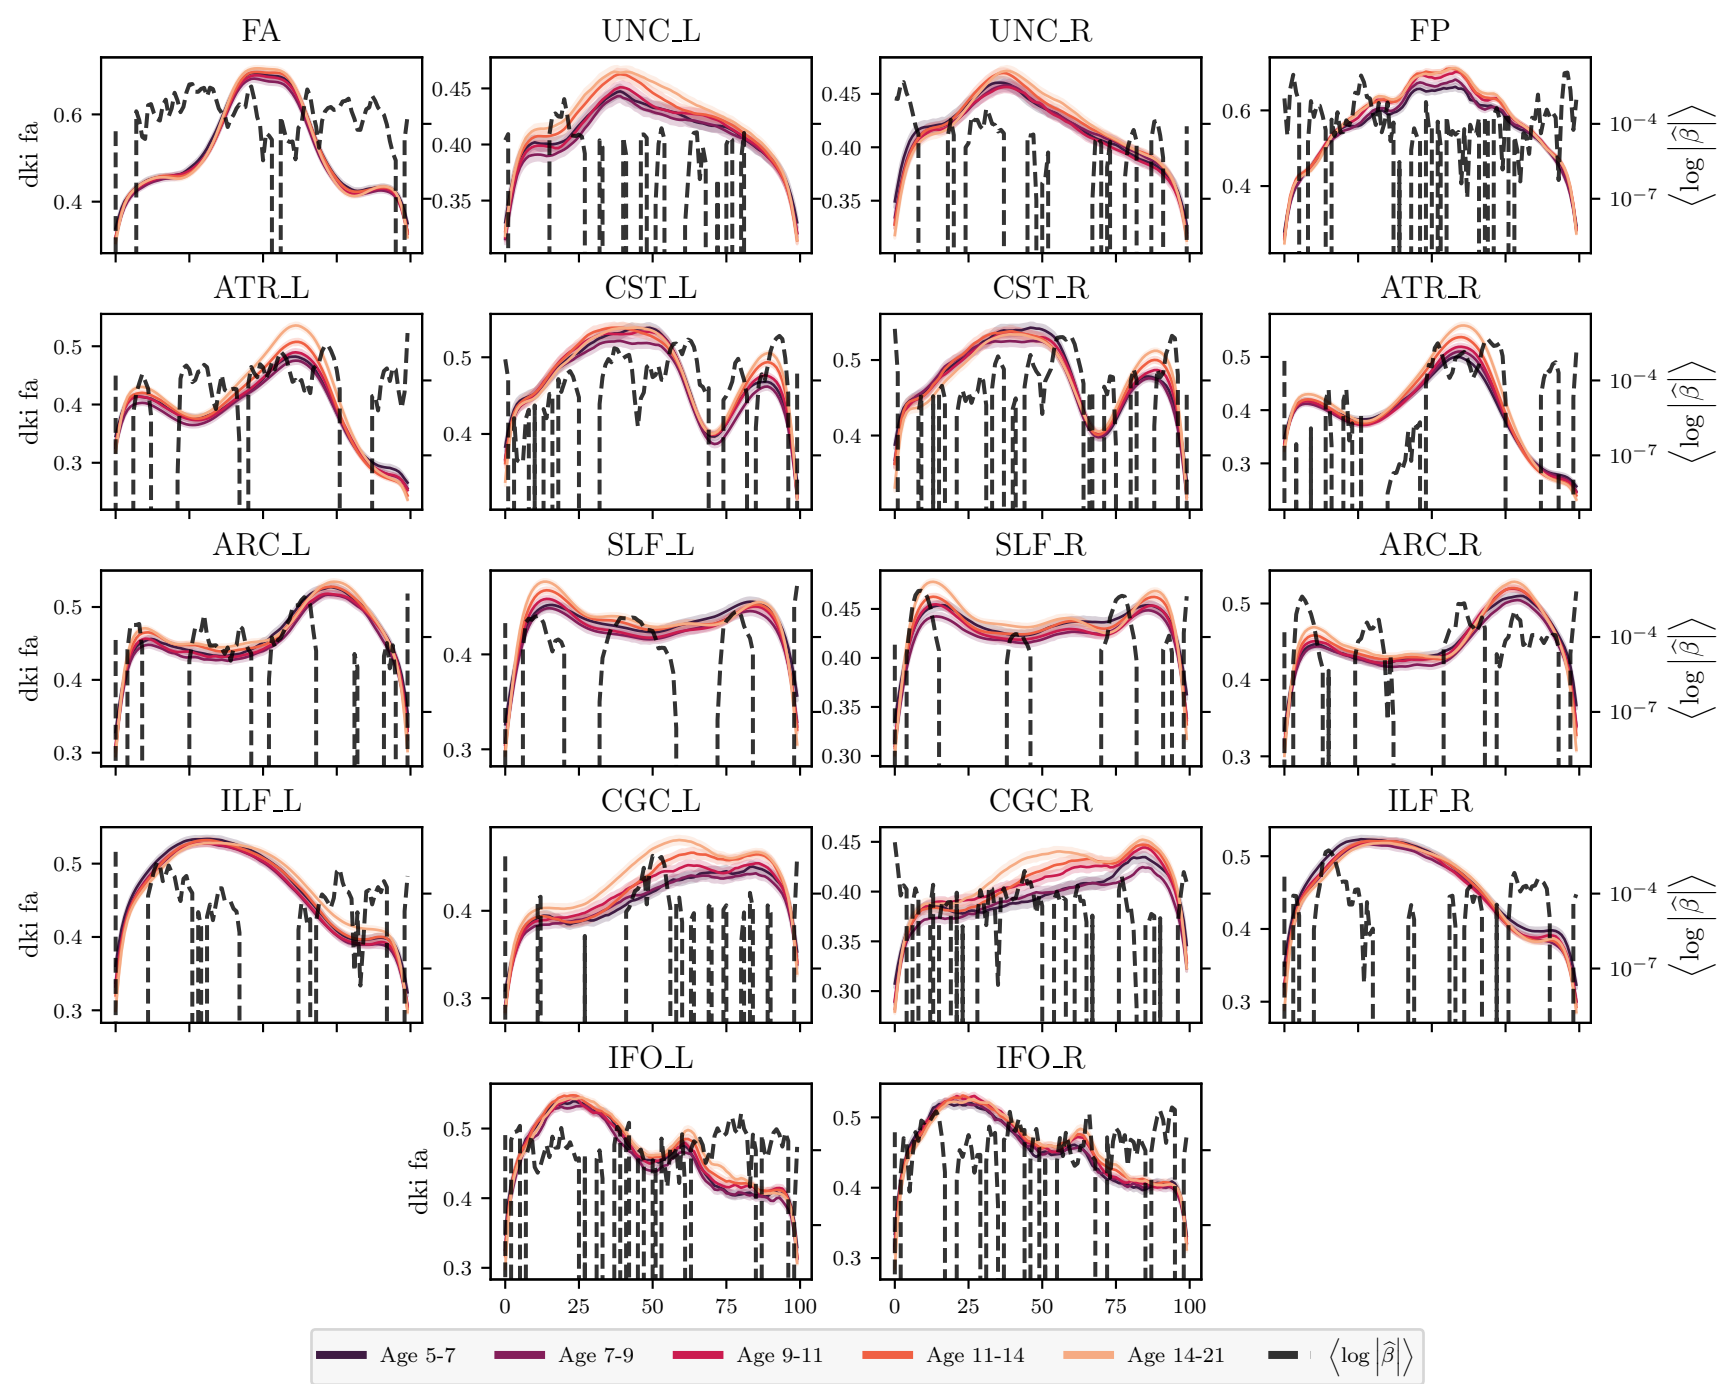 FA UNC_L UNC_R FP
dki fa 0.6 0.4 0.45 0.40 0.35 0.45 0.40 0.35 0.6 0.4 10⁻⁴ 10⁻⁷ ⟨log |β̂|⟩
ATR_L CST_L CST_R ATR_R
dki fa 0.5 0.4 0.3 0.5 0.4 0.5 0.4 0.5 0.4 0.3 10⁻⁴ 10⁻⁷ ⟨log |β̂|⟩
ARC_L SLF_L SLF_R ARC_R
dki fa 0.5 0.4 0.3 0.4 0.3 0.45 0.40 0.35 0.30 0.5 0.4 0.3 10⁻⁴ 10⁻⁷ ⟨log |β̂|⟩
ILF_L CGC_L CGC_R ILF_R
dki fa 0.5 0.4 0.3 0.4 0.3 0.45 0.40 0.35 0.30 0.5 0.4 0.3 10⁻⁴ 10⁻⁷ ⟨log |β̂|⟩
IFO_L IFO_R
dki fa 0.5 0.4 0.3 0.5 0.4 0.3
0 25 50 75 100 0 25 50 75 100
Age 5-7 Age 7-9 Age 9-11 Age 11-14 Age 14-21 ⟨log |β̂|⟩